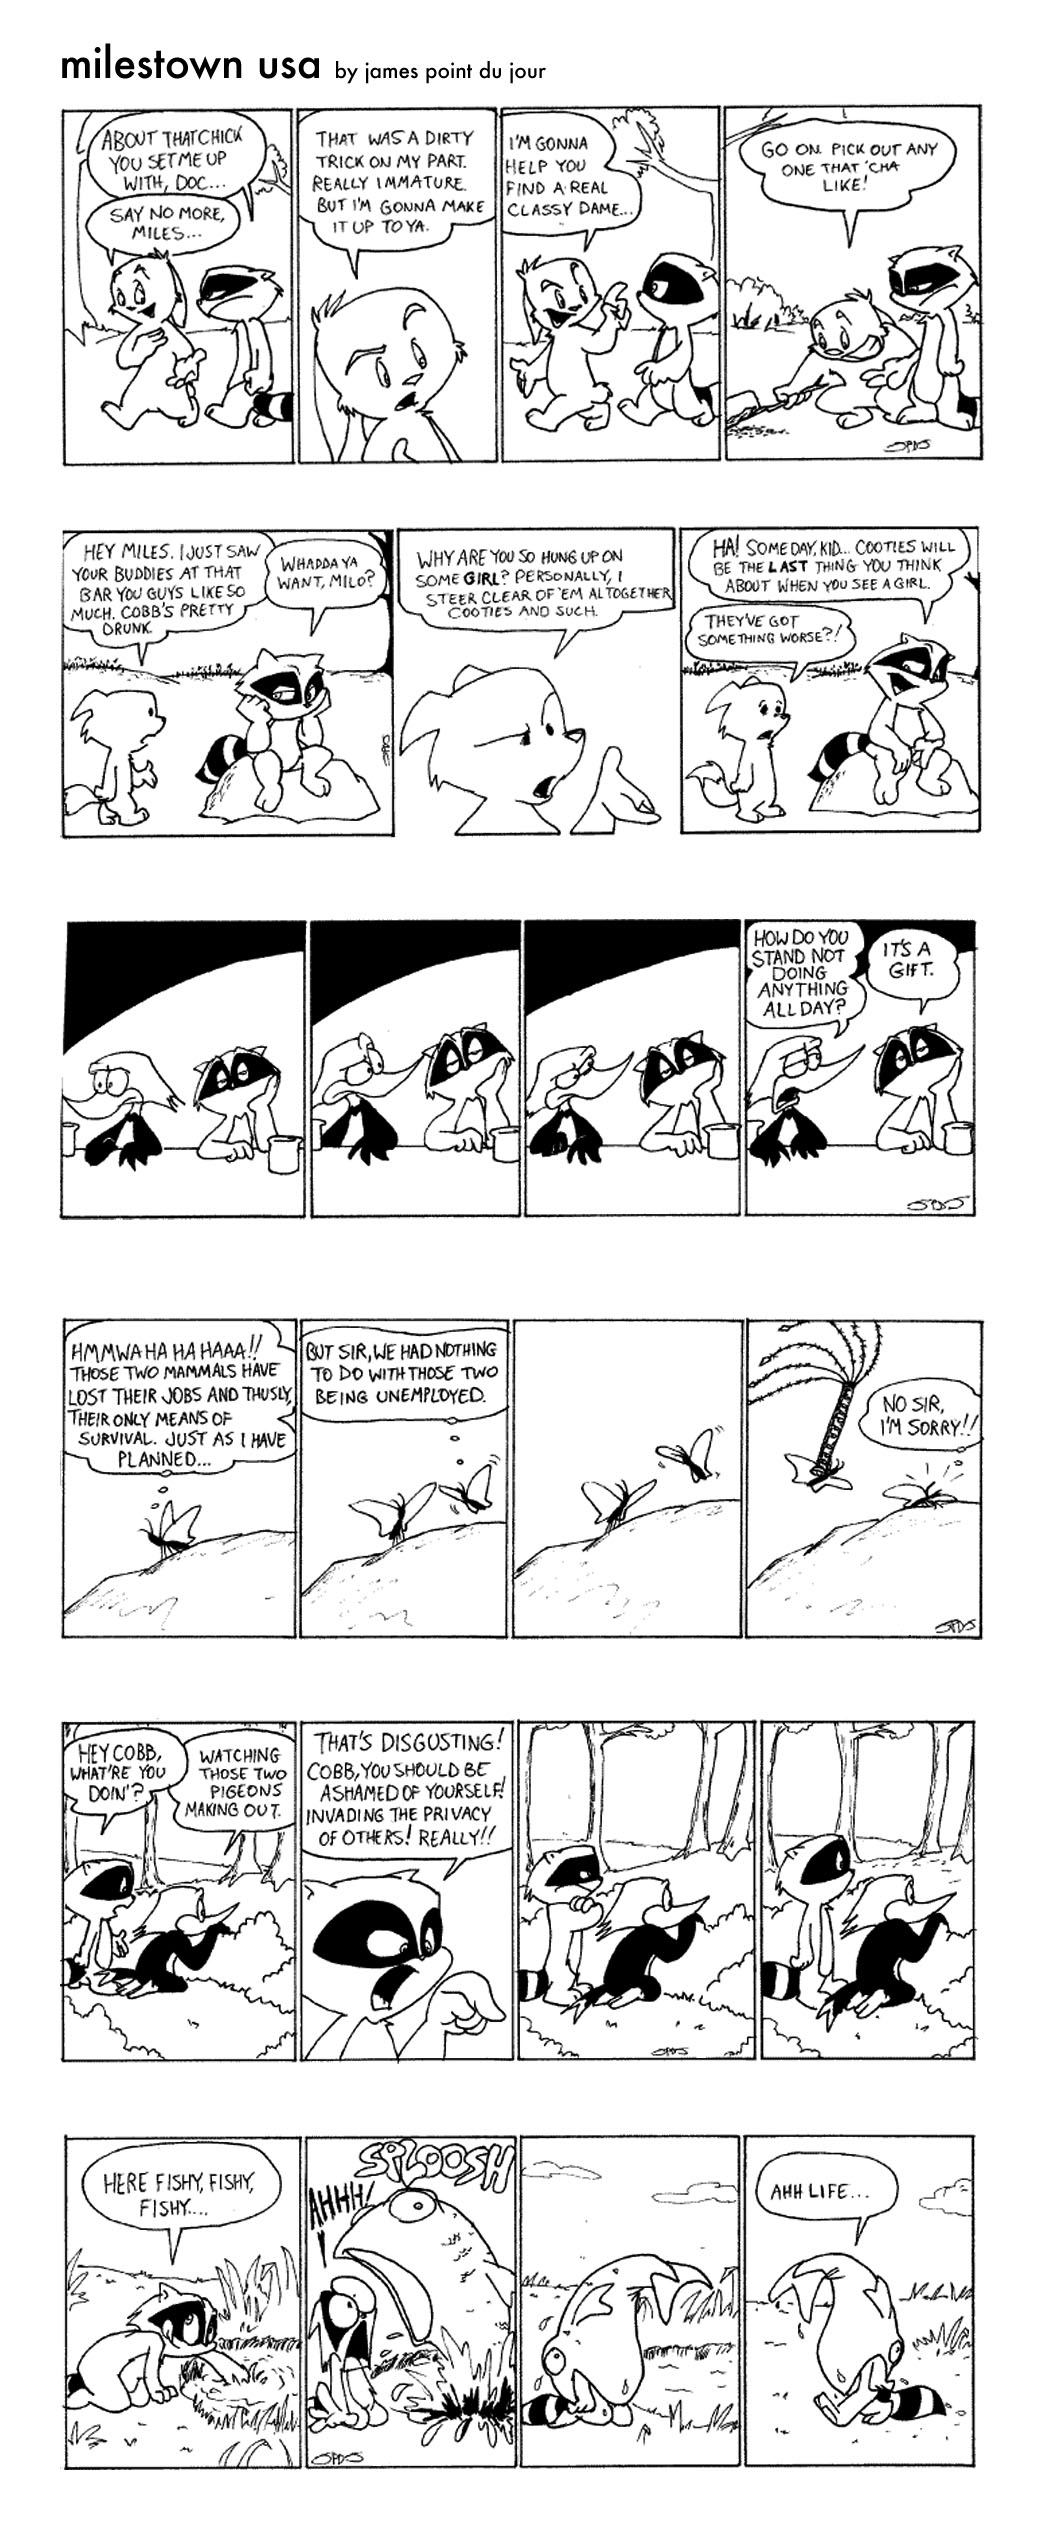 milestown usa by james point du jour
ABOUT THAT CHICK
YOU SET ME UP
WITH, DOC...
SAY NO MORE,
MILES...
THAT WAS A DIRTY
TRICK ON MY PART.
REALLY IMMATURE.
BUT I'M GONNA MAKE
IT UP TO YA.
I'M GONNA
HELP YOU
FIND A REAL
CLASSY DAME...
GO ON. PICK OUT ANY
ONE THAT 'CHA
LIKE!
HEY MILES. I JUST SAW
YOUR BUDDIES AT THAT
BAR YOU GUYS LIKE SO
MUCH. COBB'S PRETTY
DRUNK.
WHADDA YA
WANT, MILO?
WHY ARE YOU SO HUNG UP ON
SOME GIRL? PERSONALLY, I
STEER CLEAR OF 'EM ALTOGETHER
COOTIES AND SUCH.
HA! SOME DAY, KID... COOTIES WILL
BE THE LAST THING YOU THINK
ABOUT WHEN YOU SEE A GIRL.
THEY'VE GOT
SOMETHING WORSE?!
HOW DO YOU
STAND NOT
DOING
ANYTHING
ALL DAY?
IT'S A
GIFT.
HMMWA HA HA HAAA!!
THOSE TWO MAMMALS HAVE
LOST THEIR JOBS AND THUSLY,
THEIR ONLY MEANS OF
SURVIVAL. JUST AS I HAVE
PLANNED...
BUT SIR, WE HAD NOTHING
TO DO WITH THOSE TWO
BEING UNEMPLOYED.
NO SIR,
I'M SORRY!!
HEY COBB,
WHAT'RE YOU
DOIN'?
WATCHING
THOSE TWO
PIGEONS
MAKING OUT.
THAT'S DISGUSTING!
COBB, YOU SHOULD BE
ASHAMED OF YOURSELF!
INVADING THE PRIVACY
OF OTHERS! REALLY!!
HERE FISHY, FISHY,
FISHY....
SPLOOSH
AHHH!
AHH LIFE...